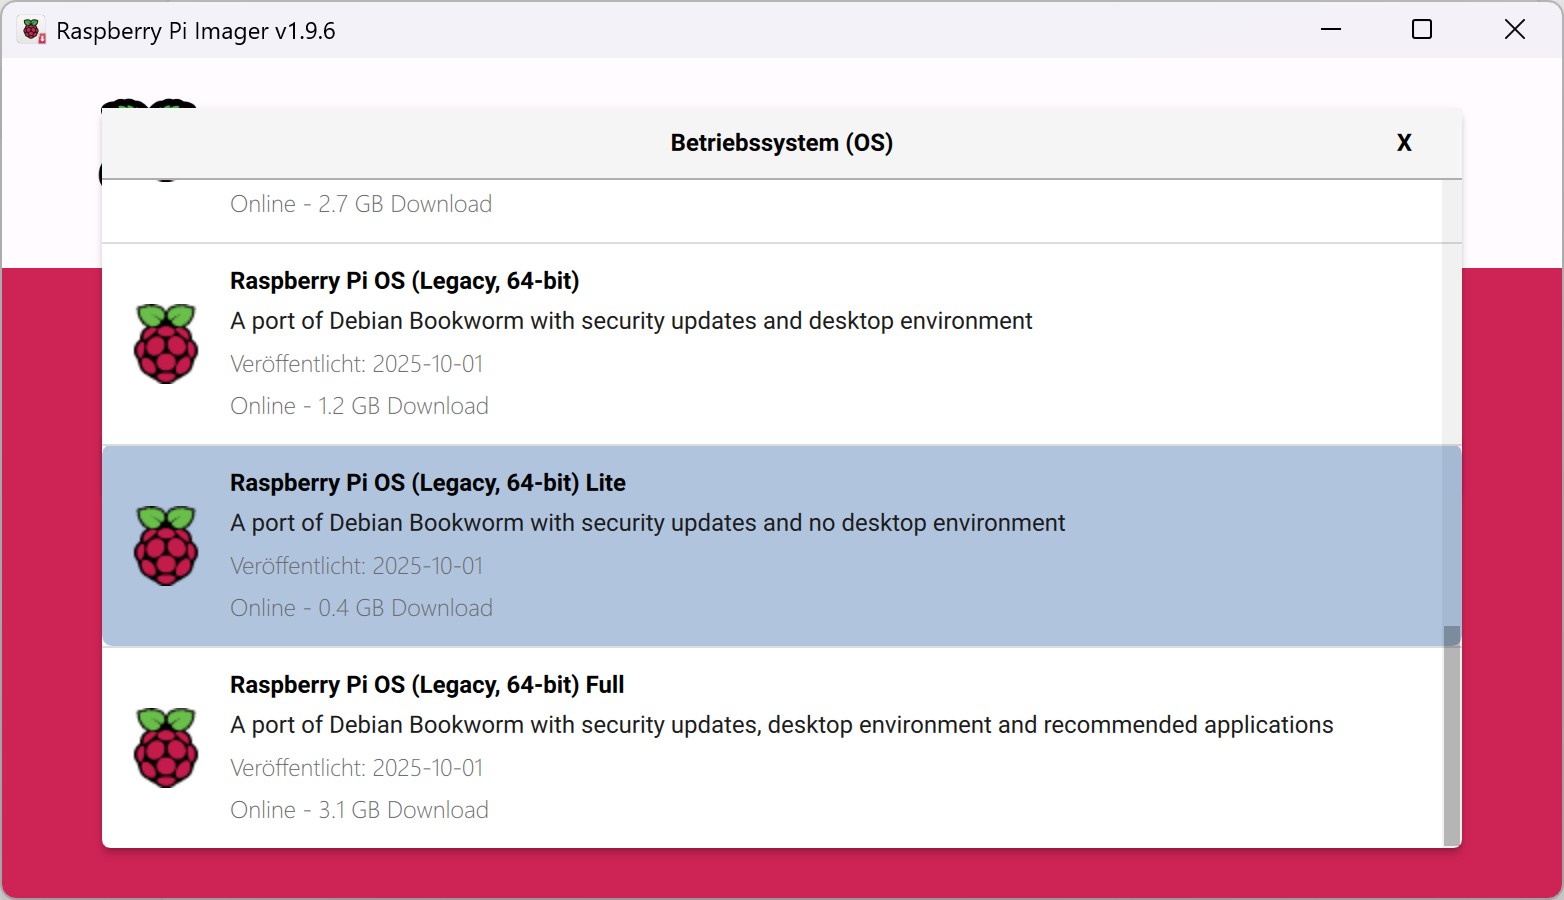 Raspberry Pi Imager v1.9.6
Betriebssystem (OS)
X
Online - 2.7 GB Download
Raspberry Pi OS (Legacy, 64-bit)
A port of Debian Bookworm with security updates and desktop environment
Veröffentlicht: 2025-10-01
Online - 1.2 GB Download
Raspberry Pi OS (Legacy, 64-bit) Lite
A port of Debian Bookworm with security updates and no desktop environment
Veröffentlicht: 2025-10-01
Online - 0.4 GB Download
Raspberry Pi OS (Legacy, 64-bit) Full
A port of Debian Bookworm with security updates, desktop environment and recommended applications
Veröffentlicht: 2025-10-01
Online - 3.1 GB Download